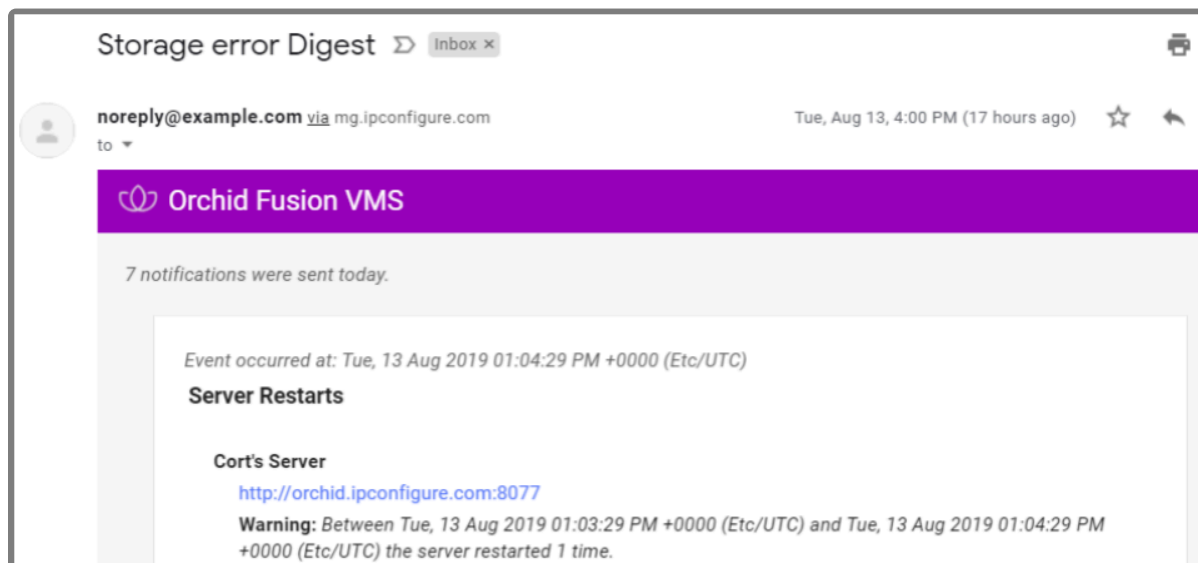 Storage error Digest Inbox ×
noreply@example.com via mg.ipconfigure.com Tue, Aug 13, 4:00 PM (17 hours ago)
to
Orchid Fusion VMS
7 notifications were sent today.
Event occurred at: Tue, 13 Aug 2019 01:04:29 PM +0000 (Etc/UTC)
Server Restarts
Cort's Server
http://orchid.ipconfigure.com:8077
Warning: Between Tue, 13 Aug 2019 01:03:29 PM +0000 (Etc/UTC) and Tue, 13 Aug 2019 01:04:29 PM
+0000 (Etc/UTC) the server restarted 1 time.